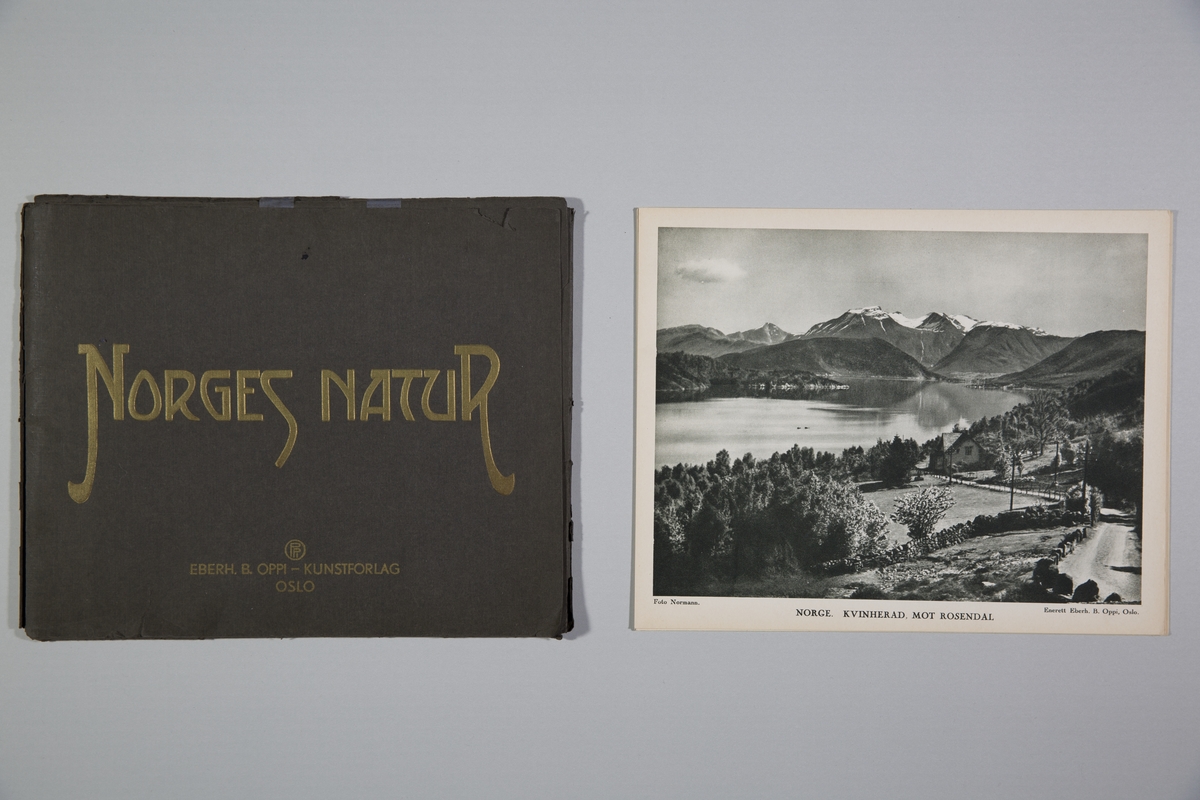 NORGES NATUR
EBERH. B. OPPI – KUNSTFORLAG
OSLO
Foto Normann.
NORGE. KVINHERAD, MOT ROSENDAL
Enerett Eberh. B. Oppi, Oslo.